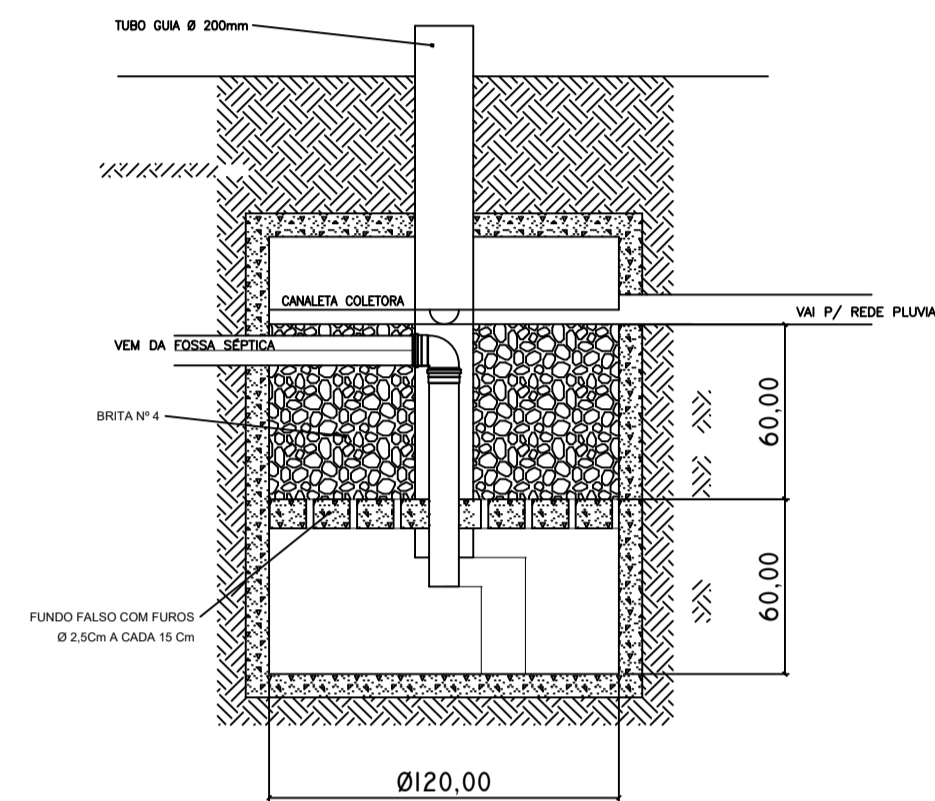 TUBO GUIA Ø 200mm
CANALETA COLETORA
VAI P/ REDE PLUVIA
VEM DA FOSSA SÉPTICA
BRITA Nº 4
60,00
60,00
FUNDO FALSO COM FUROS
Ø 2,5Cm A CADA 15 Cm
Ø120,00